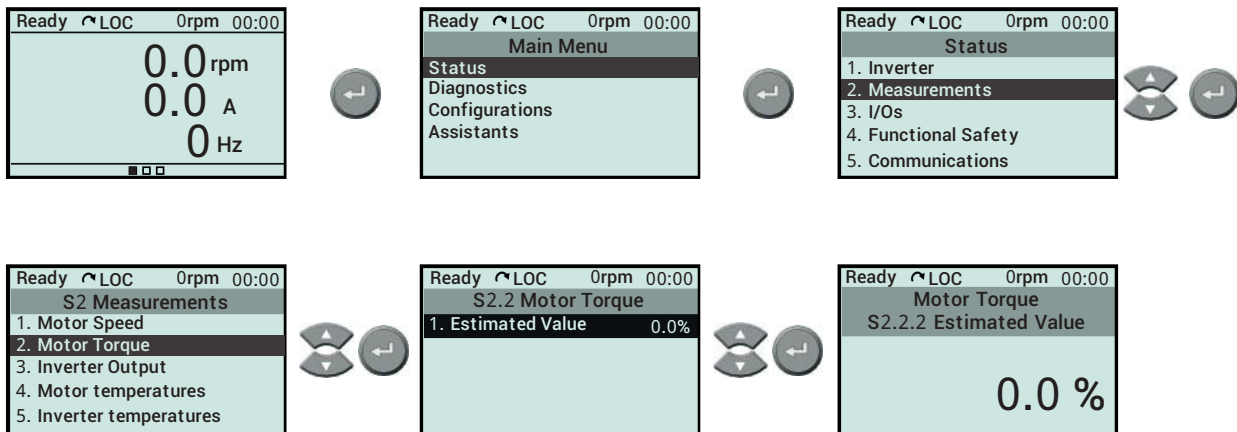 Ready LOC 0rpm 00:00
0.0 rpm
0.0 A
0 Hz
Ready LOC 0rpm 00:00
Main Menu
Status
Diagnostics
Configurations
Assistants
Ready LOC 0rpm 00:00
Status
1. Inverter
2. Measurements
3. I/Os
4. Functional Safety
5. Communications
Ready LOC 0rpm 00:00
S2 Measurements
1. Motor Speed
2. Motor Torque
3. Inverter Output
4. Motor temperatures
5. Inverter temperatures
Ready LOC 0rpm 00:00
S2.2 Motor Torque
1. Estimated Value 0.0%
Ready LOC 0rpm 00:00
Motor Torque
S2.2.2 Estimated Value
0.0 %